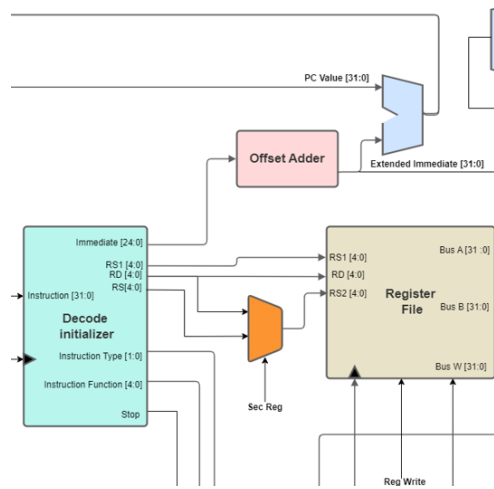 PC Value [31:0]
Offset Adder
Extended Immediate [31:0]
Immediate [24:0]
RS1 [4:0]
RD [4:0]
RS[4:0]
Instruction [31:0]
Decode
initializer
Instruction Type [1:0]
Instruction Function [4:0]
Stop
Sec Reg
RS1 [4:0]
RD [4:0]
RS2 [4:0]
Register
File
Bus A [31 :0]
Bus B [31:0]
Bus W [31:0]
Reg Write